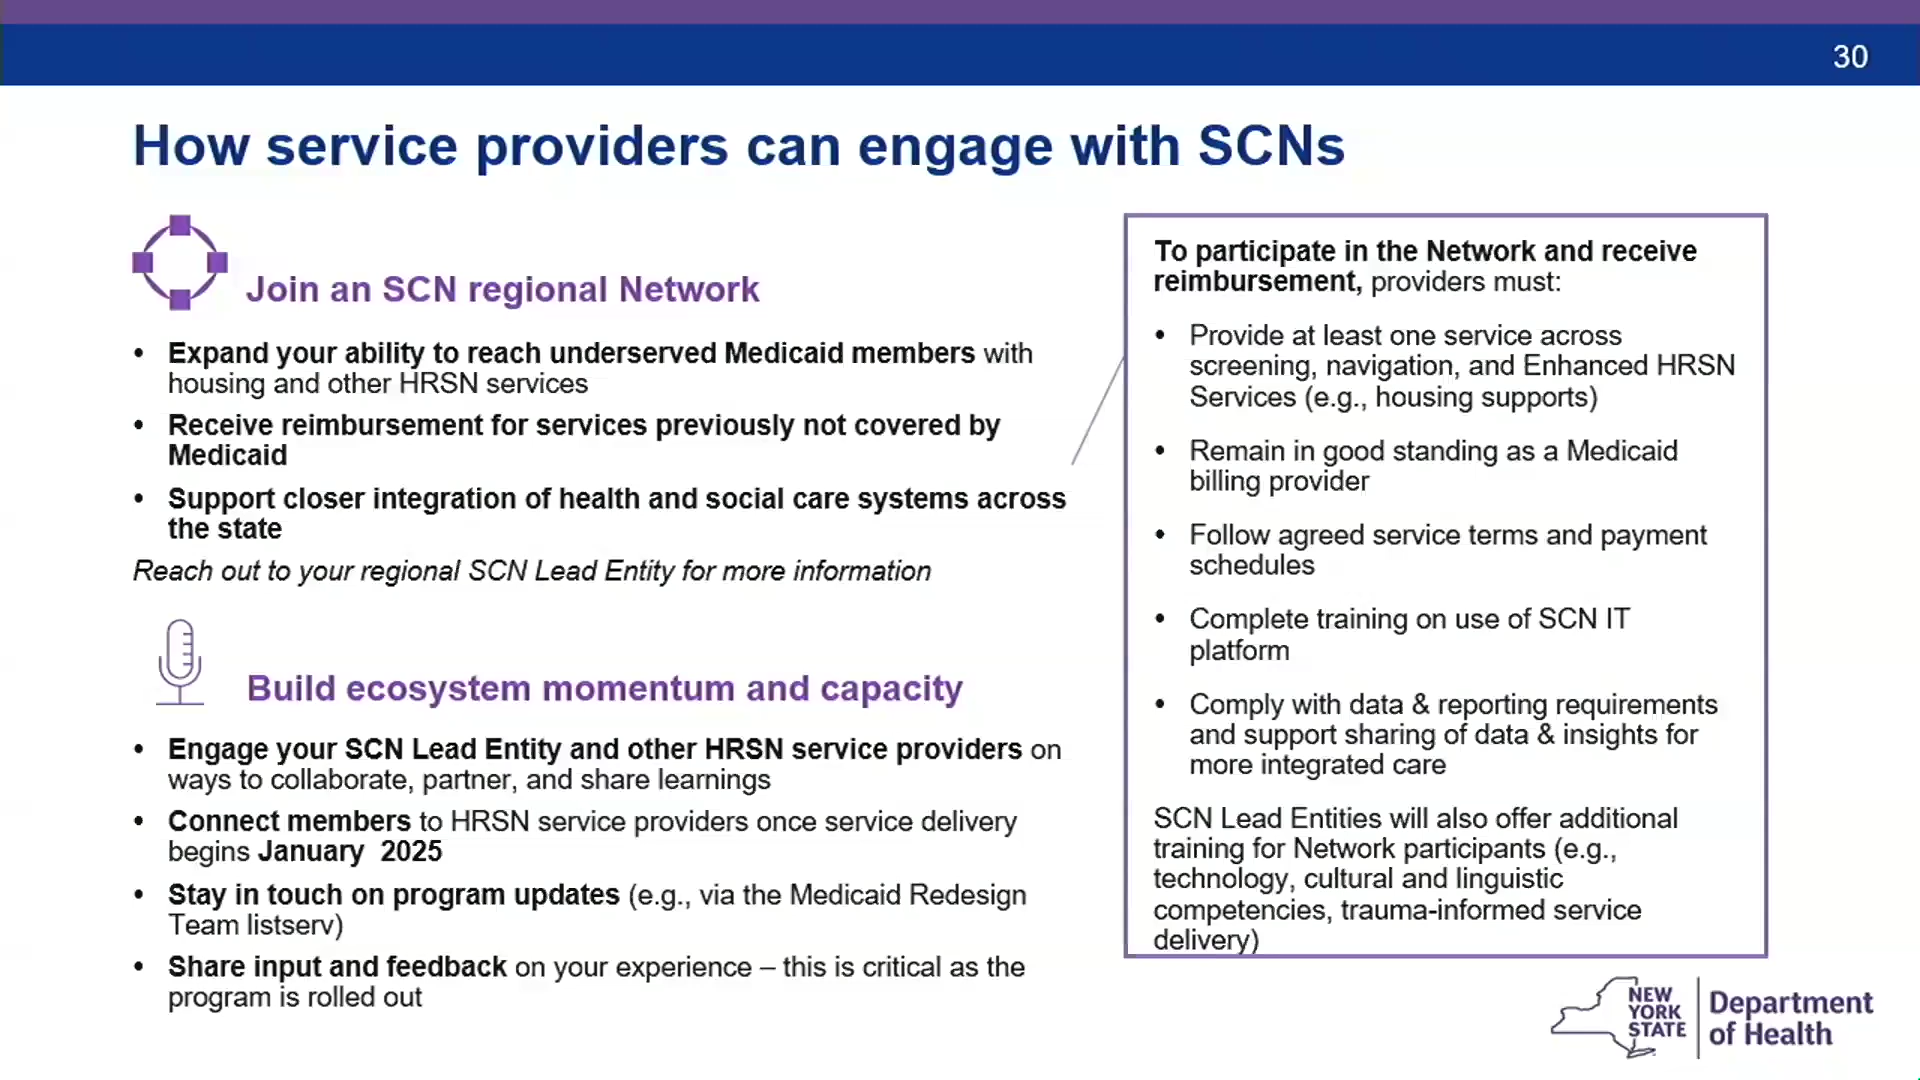 30
How service providers can engage with SCNs
Join an SCN regional Network
• Expand your ability to reach underserved Medicaid members with
housing and other HRSN services
• Receive reimbursement for services previously not covered by
Medicaid
• Support closer integration of health and social care systems across
the state
Reach out to your regional SCN Lead Entity for more information
Build ecosystem momentum and capacity
• Engage your SCN Lead Entity and other HRSN service providers on
ways to collaborate, partner, and share learnings
• Connect members to HRSN service providers once service delivery
begins January 2025
• Stay in touch on program updates (e.g., via the Medicaid Redesign
Team listserv)
• Share input and feedback on your experience – this is critical as the
program is rolled out
To participate in the Network and receive
reimbursement, providers must:
• Provide at least one service across
screening, navigation, and Enhanced HRSN
Services (e.g., housing supports)
• Remain in good standing as a Medicaid
billing provider
• Follow agreed service terms and payment
schedules
• Complete training on use of SCN IT
platform
• Comply with data & reporting requirements
and support sharing of data & insights for
more integrated care
SCN Lead Entities will also offer additional
training for Network participants (e.g.,
technology, cultural and linguistic
competencies, trauma-informed service
delivery)
NEW
YORK
STATE
Department
of Health